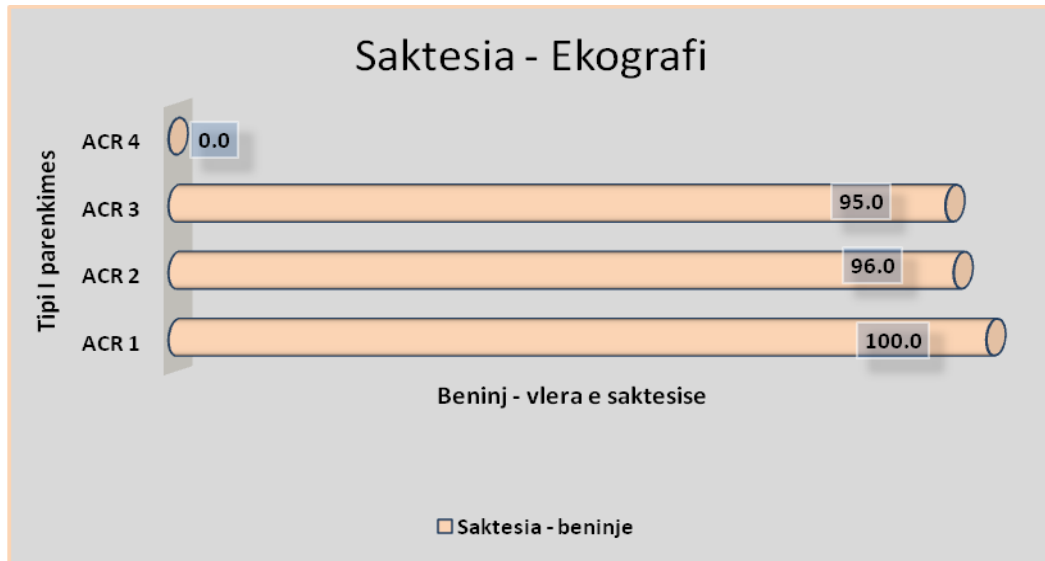 Saktesia - Ekografi
Tipi I parenkimes
ACR 4
0.0
ACR 3
95.0
ACR 2
96.0
ACR 1
100.0
Beninj - vlera e saktesise
Saktesia - beninje